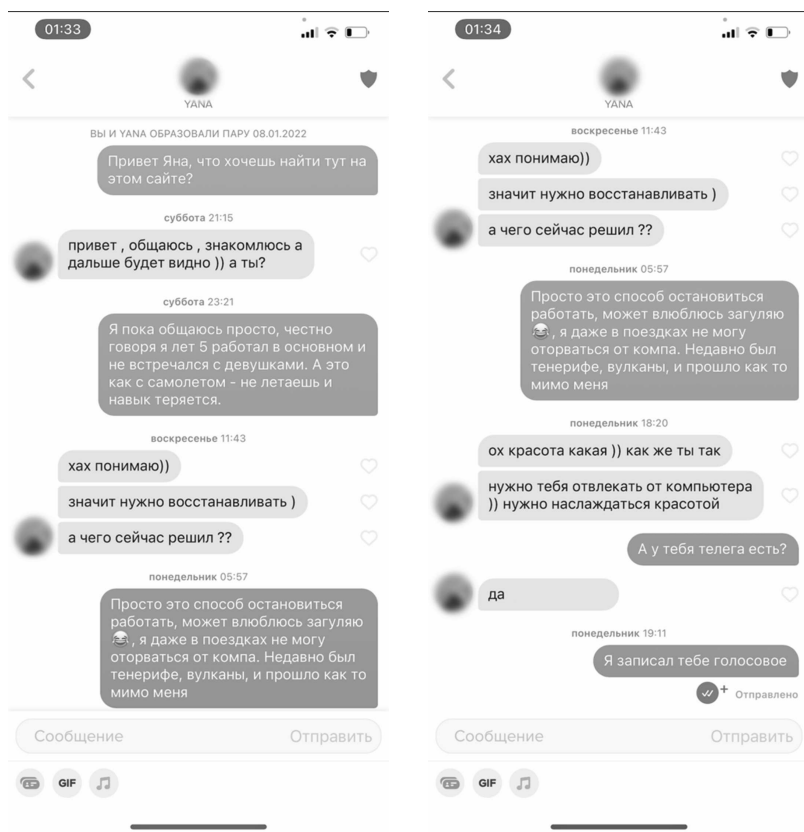 01:33
YANA
ВЫ И YANA ОБРАЗОВАЛИ ПАРУ 08.01.2022
Привет Яна, что хочешь найти тут на
этом сайте?
суббота 21:15
привет , общаюсь , знакомлюсь а
дальше будет видно )) а ты?
суббота 23:21
Я пока общаюсь просто, честно
говоря я лет 5 работал в основном и
не встречался с девушками. А это
как с самолетом - не летаешь и
навык теряется.
воскресенье 11:43
хах понимаю))
значит нужно восстанавливать )
а чего сейчас решил ??
понедельник 05:57
Просто это способ остановиться
работать, может влюблюсь загуляю
😂, я даже в поездках не могу
оторваться от компа. Недавно был
тенерифе, вулканы, и прошло как то
мимо меня
Сообщение
Отправить
GIF
01:34
YANA
воскресенье 11:43
хах понимаю))
значит нужно восстанавливать )
а чего сейчас решил ??
понедельник 05:57
Просто это способ остановиться
работать, может влюблюсь загуляю
😂, я даже в поездках не могу
оторваться от компа. Недавно был
тенерифе, вулканы, и прошло как то
мимо меня
понедельник 18:20
ох красота какая )) как же ты так
нужно тебя отвлекать от компьютера
)) нужно наслаждаться красотой
А у тебя телега есть?
да
понедельник 19:11
Я записал тебе голосовое
Отправлено
Сообщение
Отправить
GIF